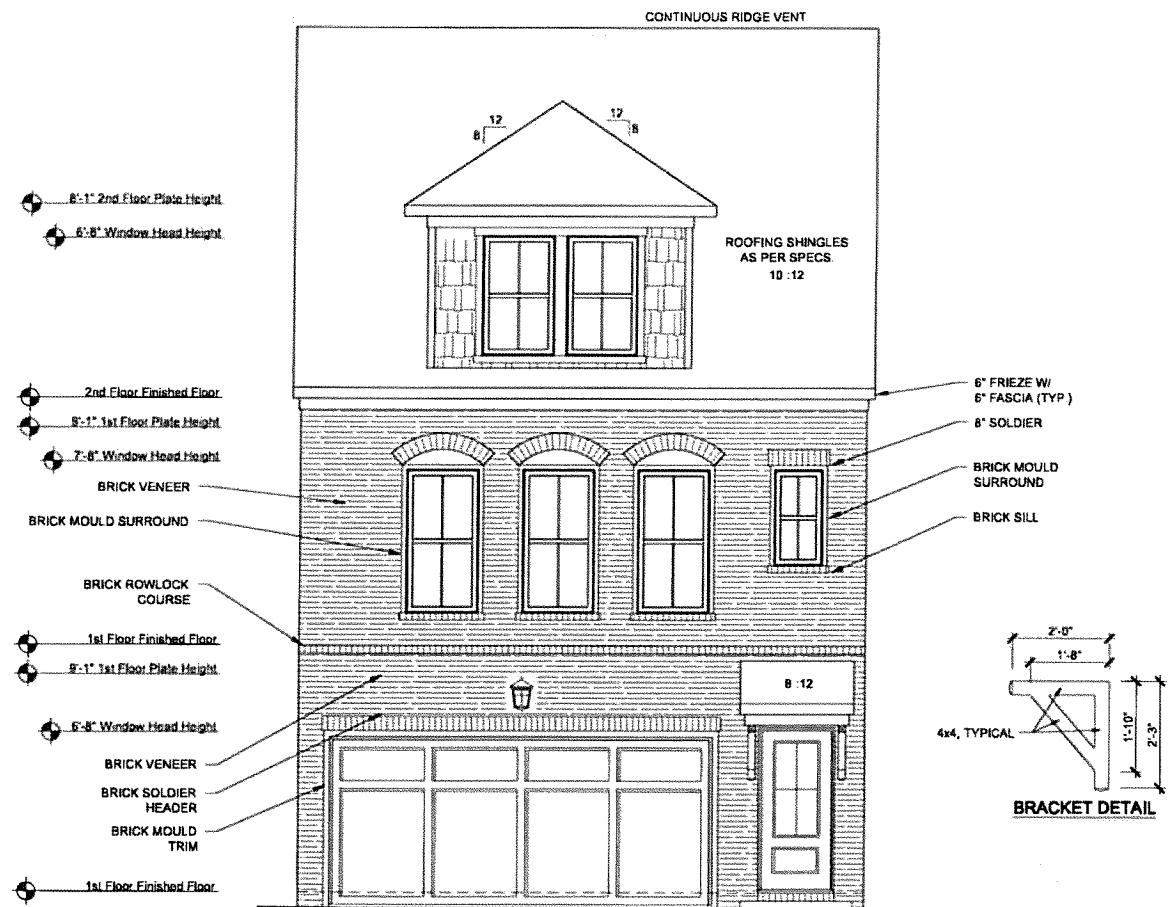 CONTINUOUS RIDGE VENT
12
8
12
8
8'-1" 2nd Floor Plate Height
6'-8" Window Head Height
ROOFING SHINGLES
AS PER SPECS.
10 :12
2nd Floor Finished Floor
9'-1" 1st Floor Plate Height
7'-8" Window Head Height
BRICK VENEER
BRICK MOULD SURROUND
BRICK ROWLOCK
COURSE
1st Floor Finished Floor
9'-1" 1st Floor Plate Height
6'-8" Window Head Height
BRICK VENEER
BRICK SOLDIER
HEADER
BRICK MOULD
TRIM
1st Floor Finished Floor
6" FRIEZE W/
6" FASCIA (TYP.)
8" SOLDIER
BRICK MOULD
SURROUND
BRICK SILL
8 :12
2'-0"
1'-8"
4x4, TYPICAL
1'-10"
2'-3"
BRACKET DETAIL